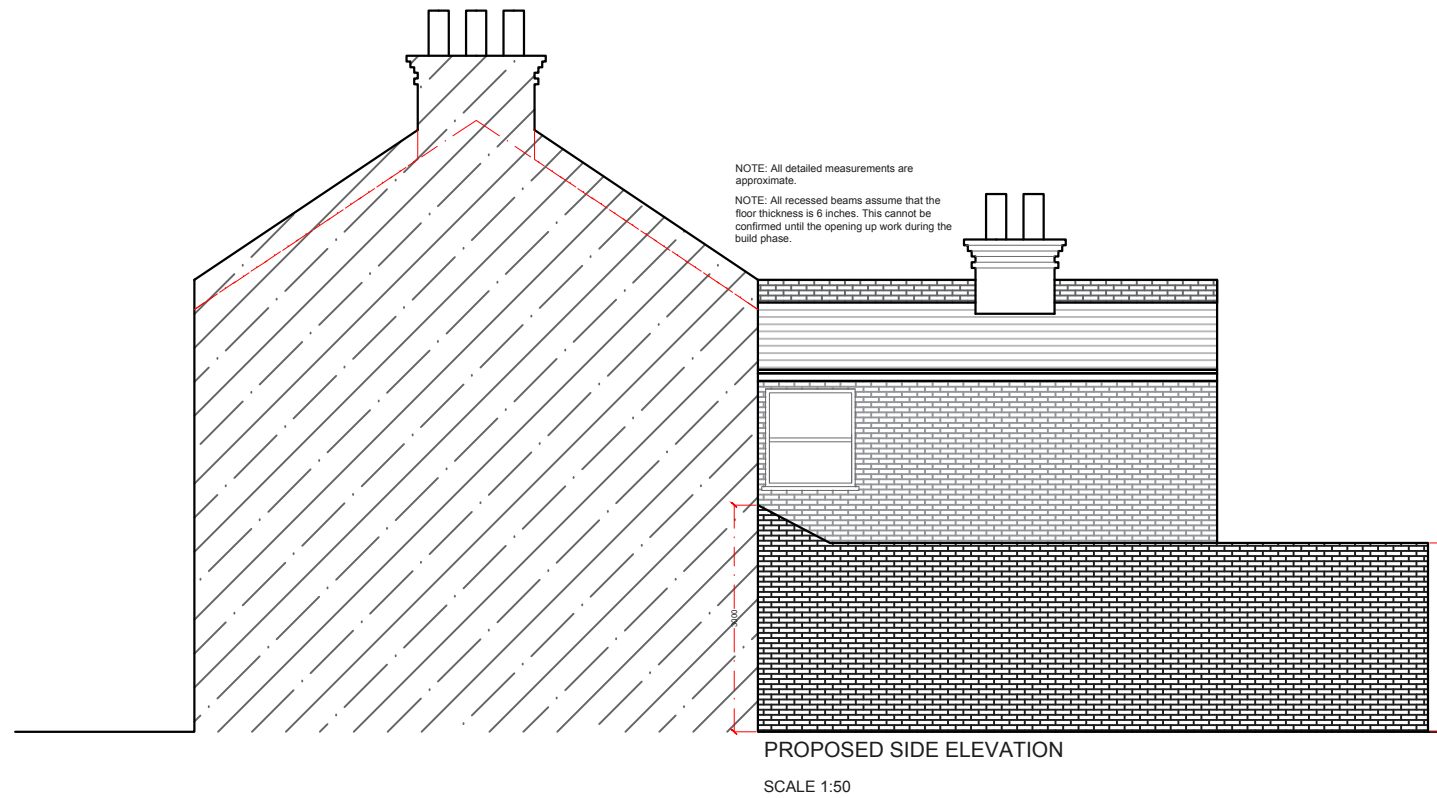 NOTE: All detailed measurements are
approximate.
NOTE: All recessed beams assume that the
floor thickness is 6 inches. This cannot be
confirmed until the opening up work during the
build phase.
3000
PROPOSED SIDE ELEVATION
SCALE 1:50